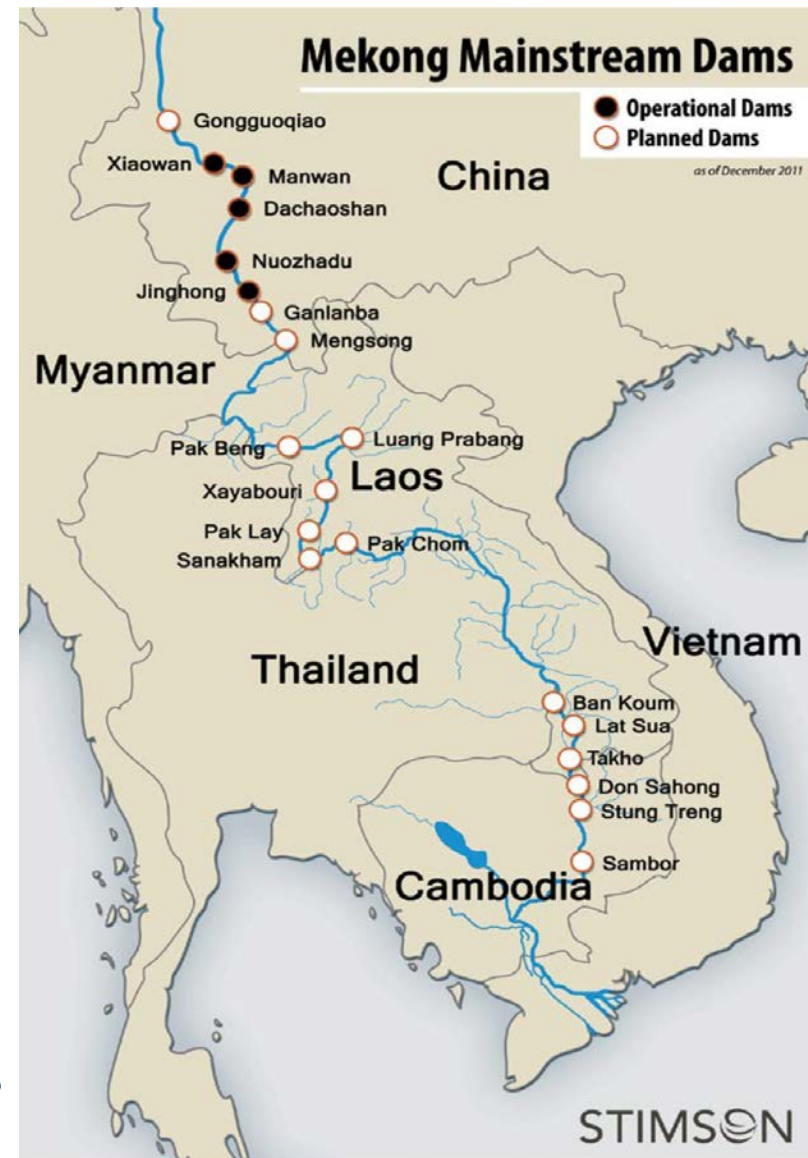 Mekong Mainstream Dams
Operational Dams
Planned Dams
as of December 2011
Gongguoqiao
Xiaowan
Manwan
China
Dachaoshan
Nuozhadu
Jinghong
Ganlanba
Mengsong
Myanmar
Luang Prabang
Pak Beng
Laos
Xayabouri
Pak Lay
Pak Chom
Sanakham
Vietnam
Thailand
Ban Koum
Lat Sua
Takho
Don Sahong
Stung Treng
Sambor
Cambodia
STIMSON